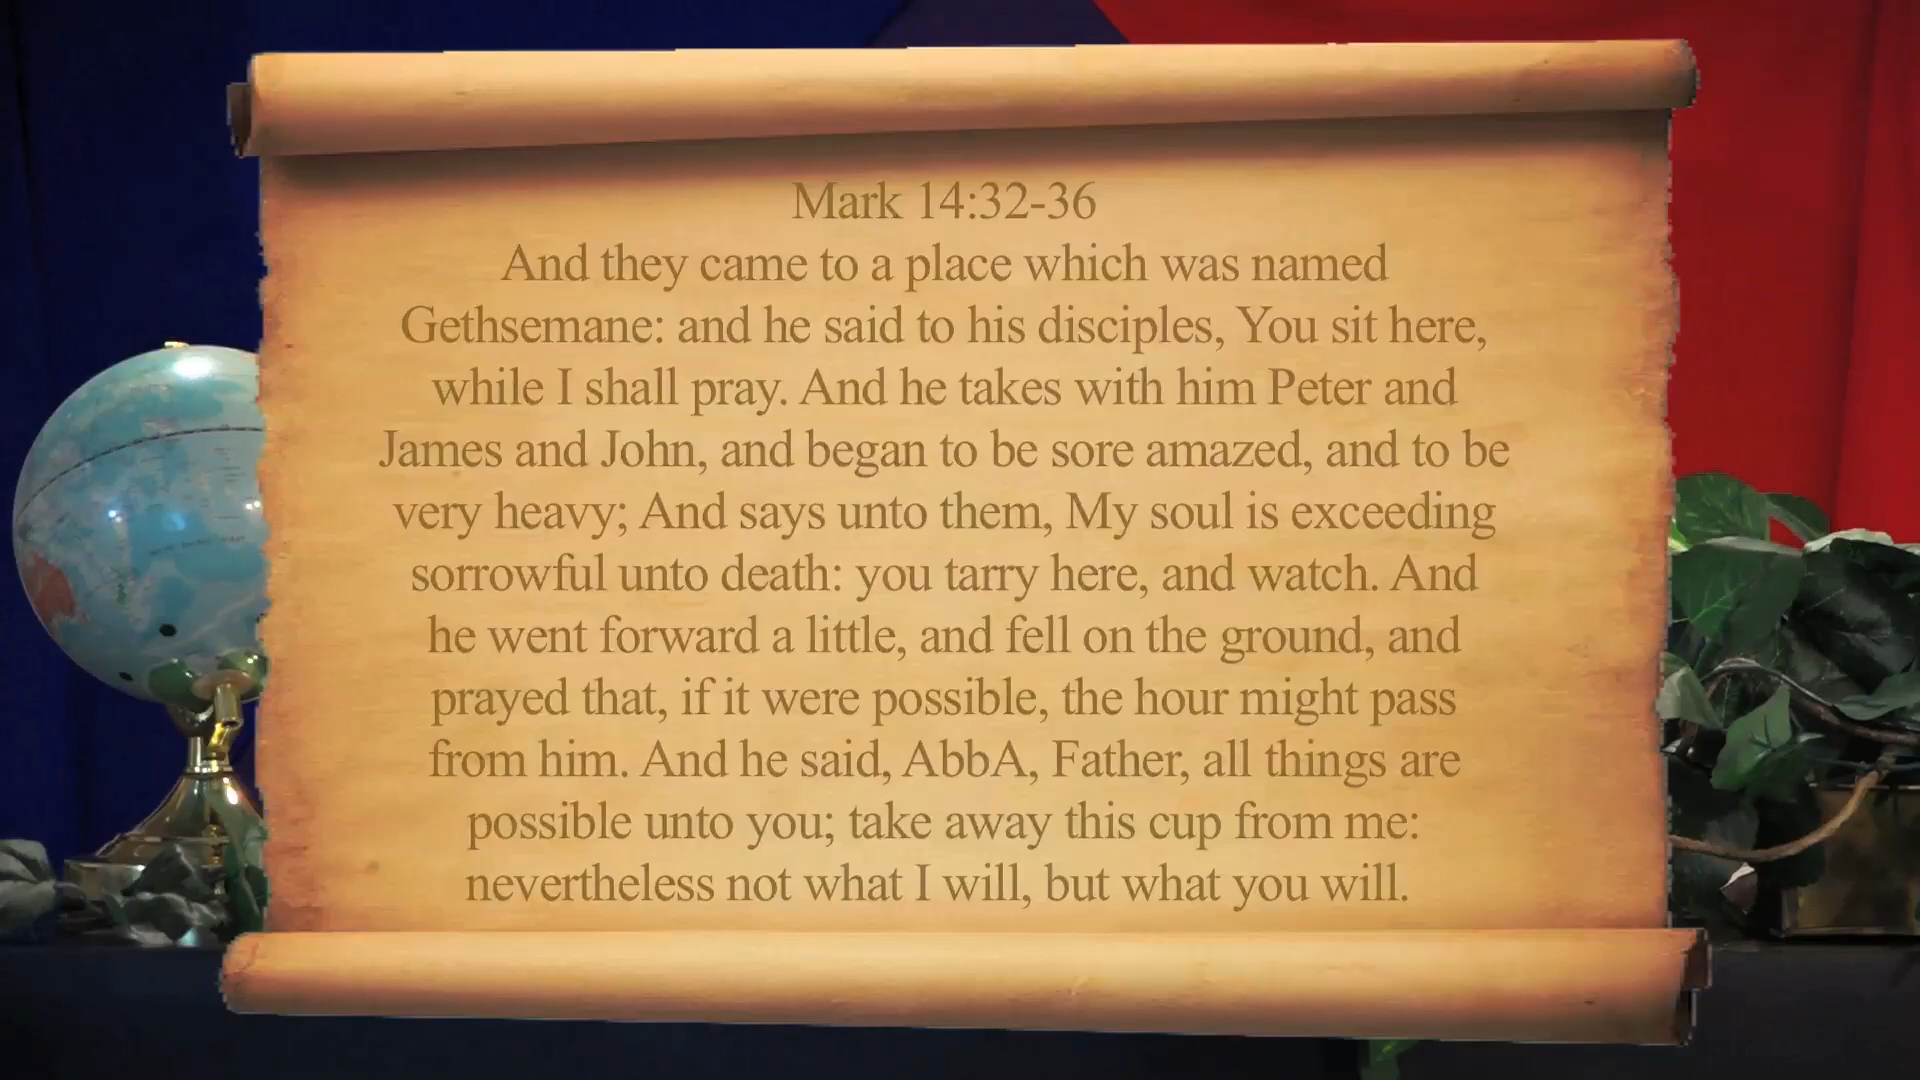 Mark 14:32-36
And they came to a place which was named
Gethsemane: and he said to his disciples, You sit here,
while I shall pray. And he takes with him Peter and
James and John, and began to be sore amazed, and to be
very heavy; And says unto them, My soul is exceeding
sorrowful unto death: you tarry here, and watch. And
he went forward a little, and fell on the ground, and
prayed that, if it were possible, the hour might pass
from him. And he said, AbbA, Father, all things are
possible unto you; take away this cup from me:
nevertheless not what I will, but what you will.